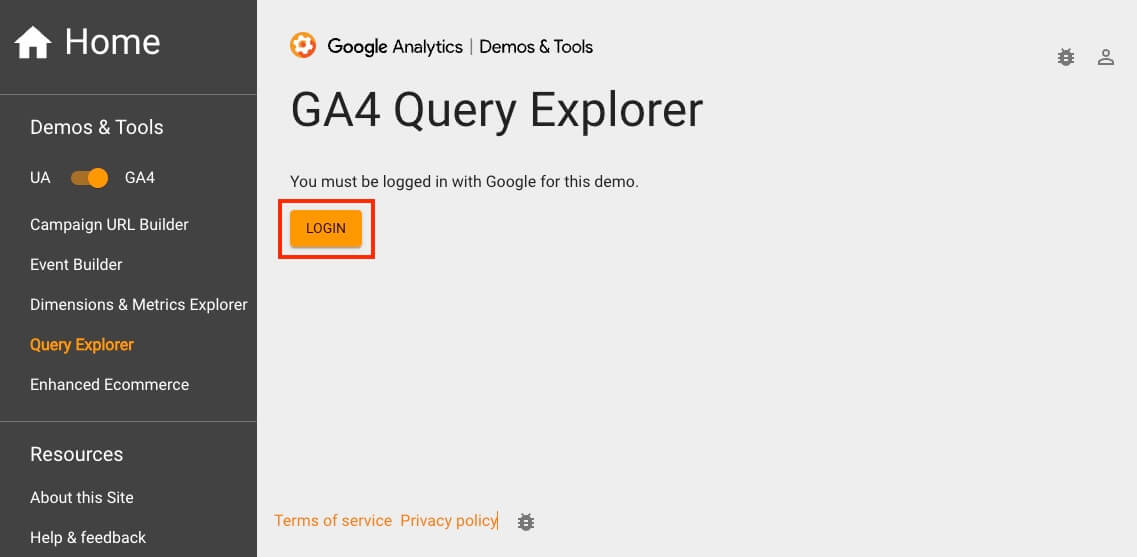 Home
Demos & Tools
UA GA4
Campaign URL Builder
Event Builder
Dimensions & Metrics Explorer
Query Explorer
Enhanced Ecommerce
Resources
About this Site
Help & feedback
Google Analytics | Demos & Tools
GA4 Query Explorer
You must be logged in with Google for this demo.
LOGIN
Terms of service Privacy policy